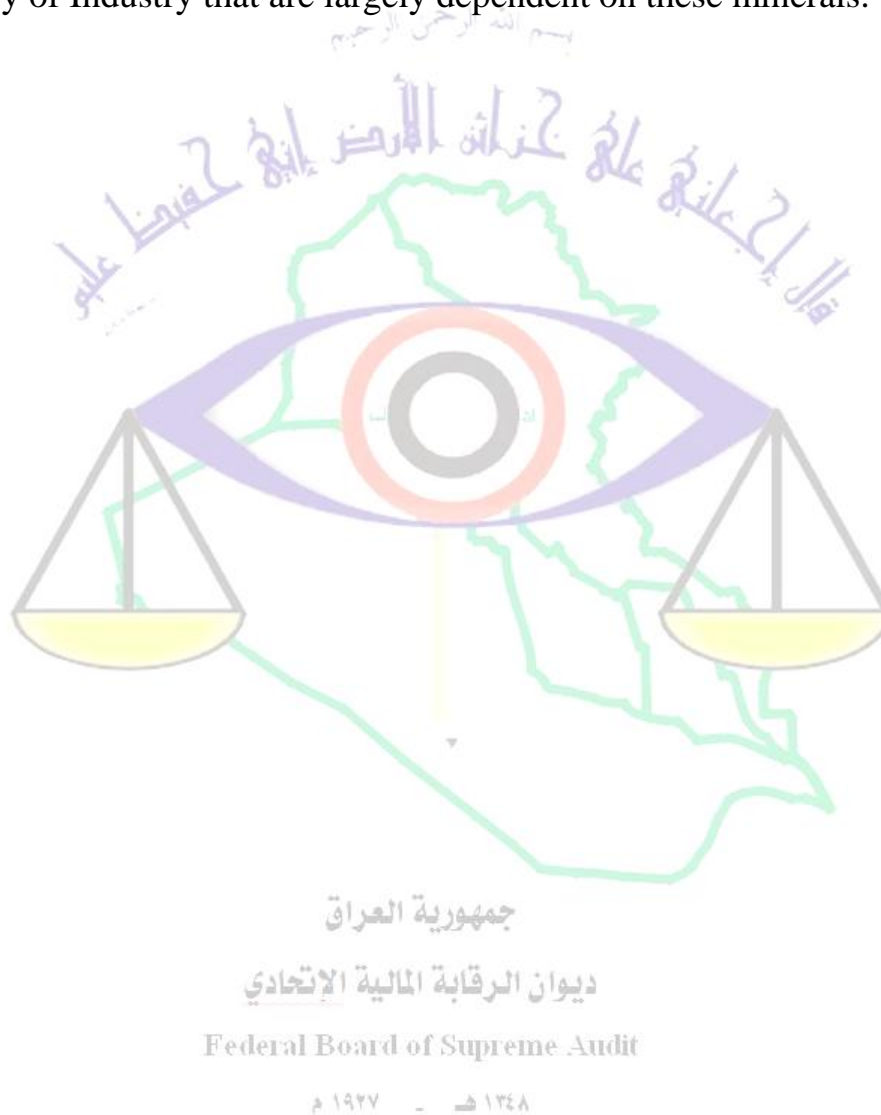 y of Industry that are largely dependent on these minerals.
بسم الله الرحمن الرحيم
قال إجعلني على خزائن الأرض إني حفيظ عليم
جمهورية العراق
ديوان الرقابة المالية الإتحادي
Federal Board of Supreme Audit
١٣٤٨ هـ - ١٩٢٧ م